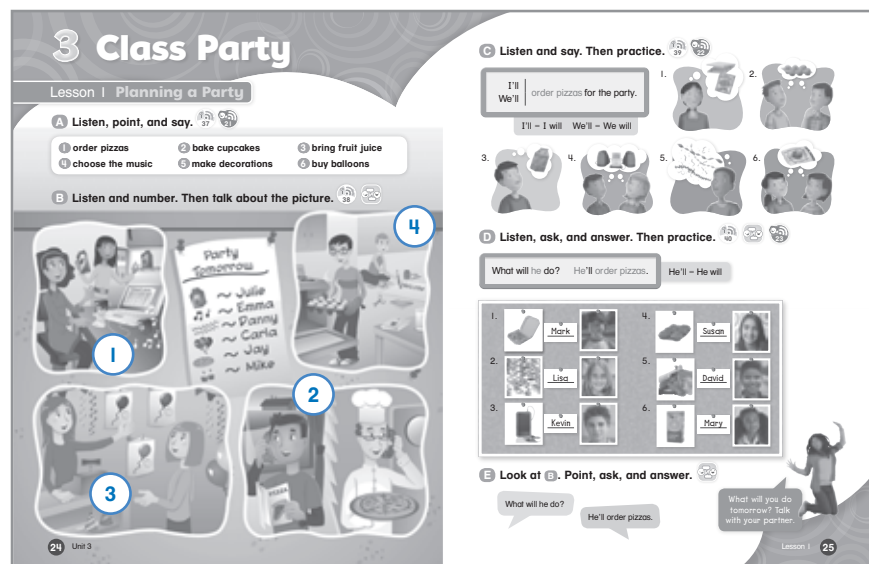 3 Class Party
Lesson 1 Planning a Party
A Listen, point, and say. 37 21
1 order pizzas 2 bake cupcakes 3 bring fruit juice
4 choose the music 5 make decorations 6 buy balloons
B Listen and number. Then talk about the picture. 38
4
Party
Tomorrow
~ Julie
~ Emma
~ Danny
~ Carla
~ Jay
~ Mike
1
2
PIZZA
3
24 Unit 3
C Listen and say. Then practice. 39 22
I'll
We'll
order pizzas for the party.
I'll – I will We'll – We will
1. 2.
3. 4. 5. 6.
D Listen, ask, and answer. Then practice. 40 23
What will he do? He'll order pizzas. He'll – He will
1. Mark 4. Susan
2. Lisa 5. David
3. Kevin 6. Mary
E Look at B. Point, ask, and answer.
What will he do?
He'll order pizzas.
What will you do
tomorrow? Talk
with your partner.
Lesson 1 25